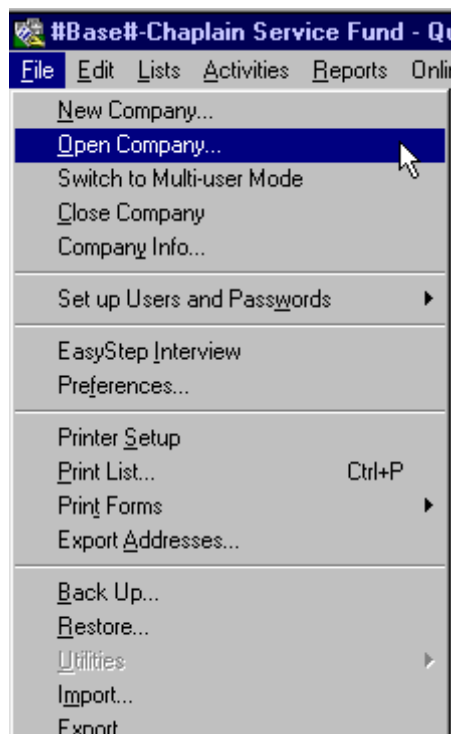 #Base#-Chaplain Service Fund - Qu
File Edit Lists Activities Reports Onli
New Company...
Open Company...
Switch to Multi-user Mode
Close Company
Company Info...
Set up Users and Passwords
EasyStep Interview
Preferences...
Printer Setup
Print List... Ctrl+P
Print Forms
Export Addresses...
Back Up...
Restore...
Utilities
Import...
Export